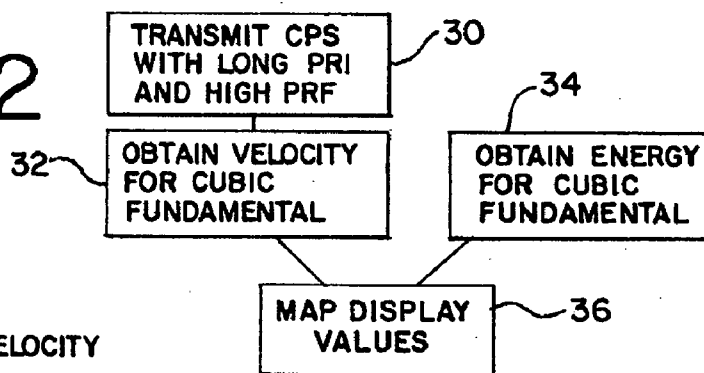 2
TRANSMIT CPS
WITH LONG PRI
AND HIGH PRF
30
34
32
OBTAIN VELOCITY
FOR CUBIC
FUNDAMENTAL
OBTAIN ENERGY
FOR CUBIC
FUNDAMENTAL
MAP DISPLAY
VALUES
36